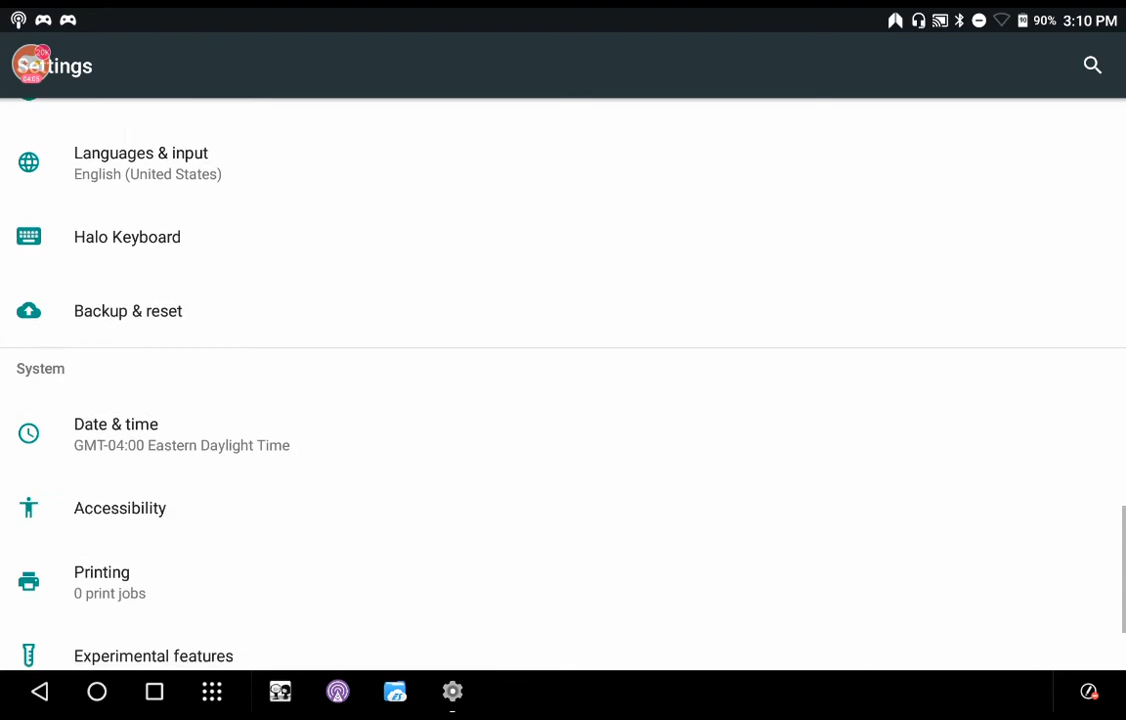 90% 3:10 PM
Settings
Languages & input
English (United States)
Halo Keyboard
Backup & reset
System
Date & time
GMT-04:00 Eastern Daylight Time
Accessibility
Printing
0 print jobs
Experimental features